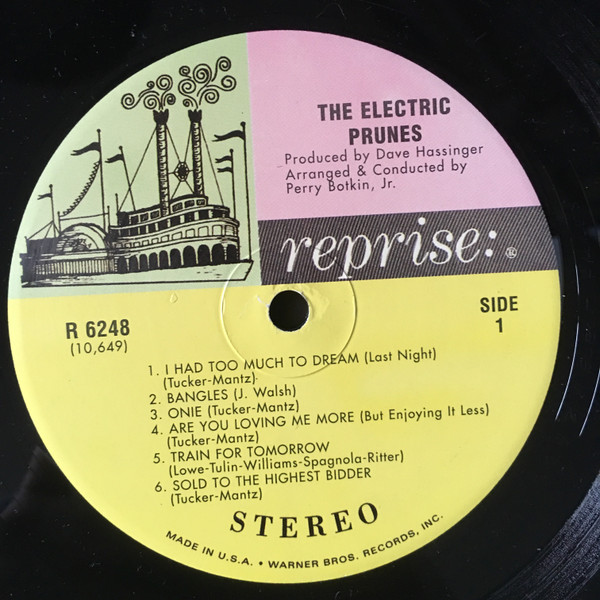 THE ELECTRIC
PRUNES
Produced by Dave Hassinger
Arranged & Conducted by
Perry Botkin, Jr.
reprise: ®
R 6248
(10,649)
SIDE
1
1. I HAD TOO MUCH TO DREAM (Last Night)
(Tucker-Mantz)
2. BANGLES (J. Walsh)
3. ONIE (Tucker-Mantz)
4. ARE YOU LOVING ME MORE (But Enjoying It Less)
(Tucker-Mantz)
5. TRAIN FOR TOMORROW
(Lowe-Tulin-Williams-Spagnola-Ritter)
6. SOLD TO THE HIGHEST BIDDER
(Tucker-Mantz)
STEREO
MADE IN U.S.A. • WARNER BROS. RECORDS, INC.